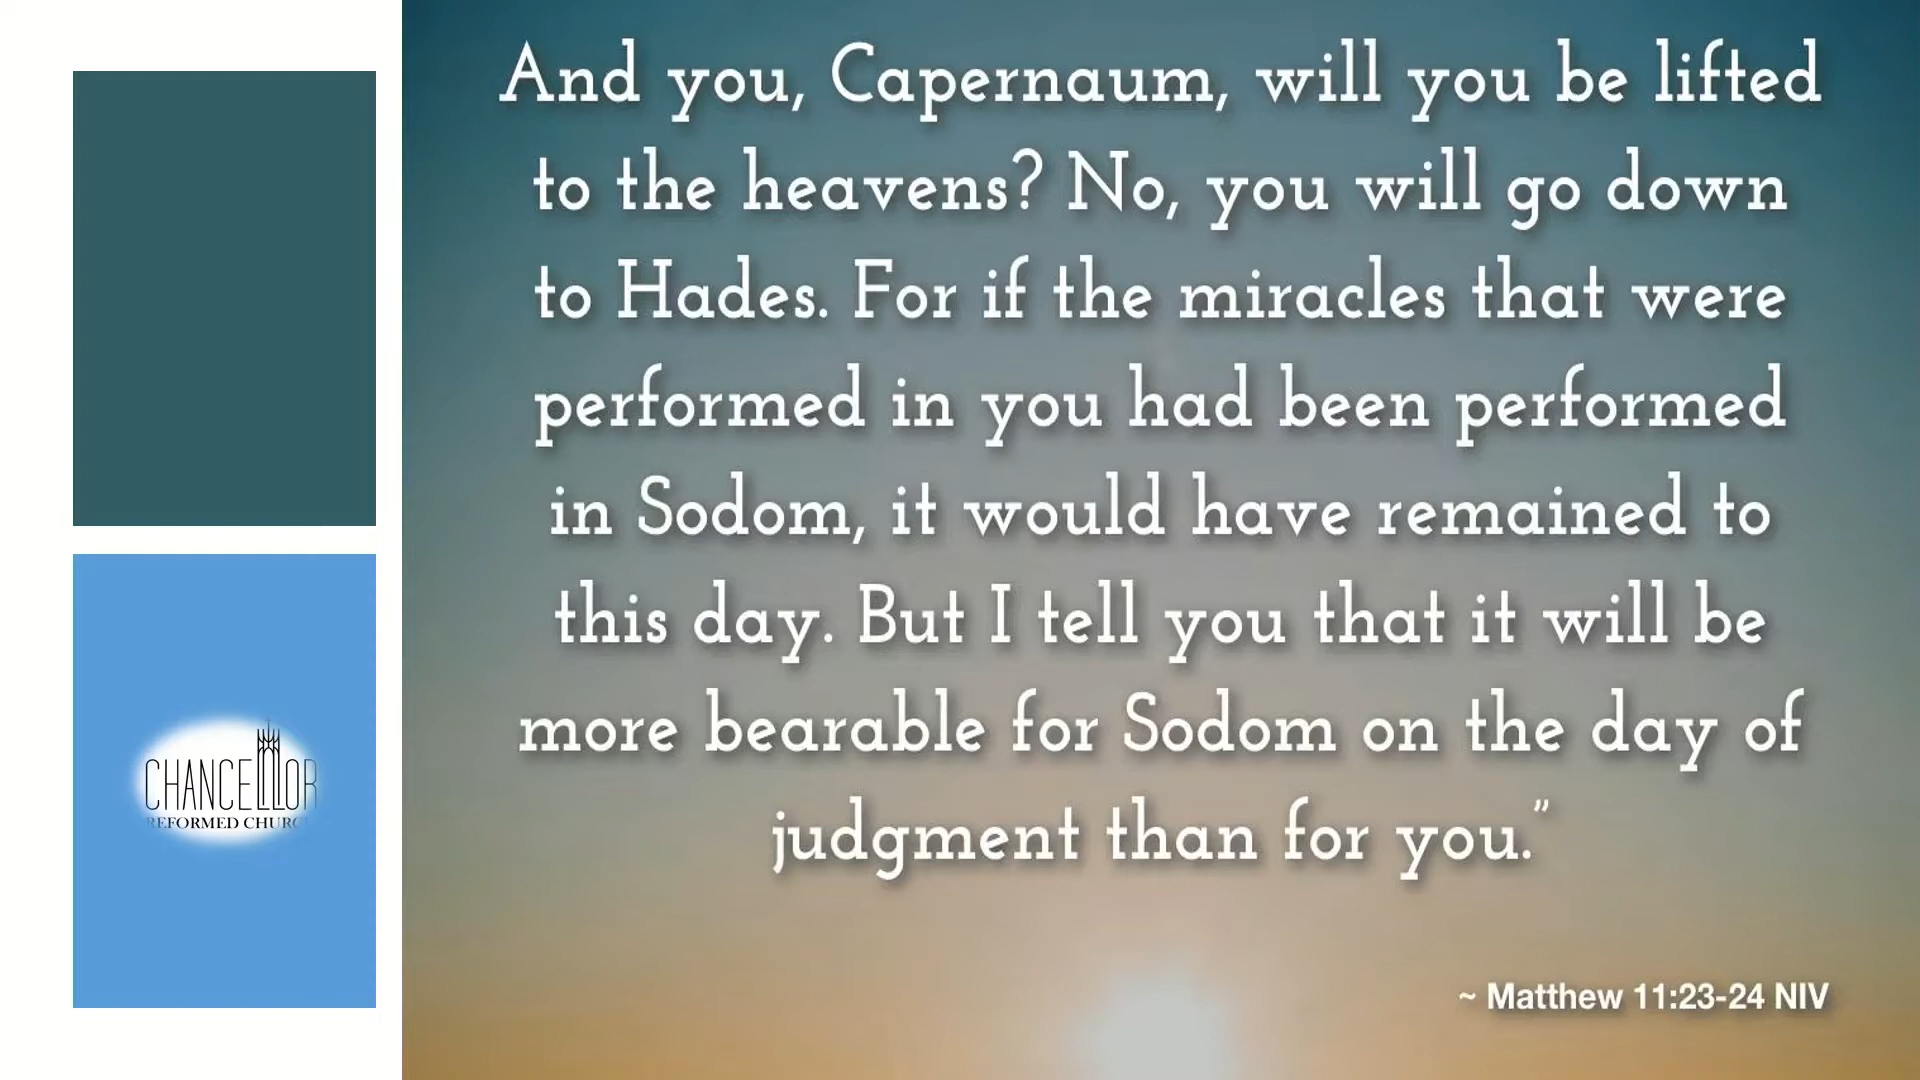 And you, Capernaum, will you be lifted
to the heavens? No, you will go down
to Hades. For if the miracles that were
performed in you had been performed
in Sodom, it would have remained to
this day. But I tell you that it will be
more bearable for Sodom on the day of
judgment than for you.”
~ Matthew 11:23-24 NIV
CHANCELLOR
REFORMED CHURC